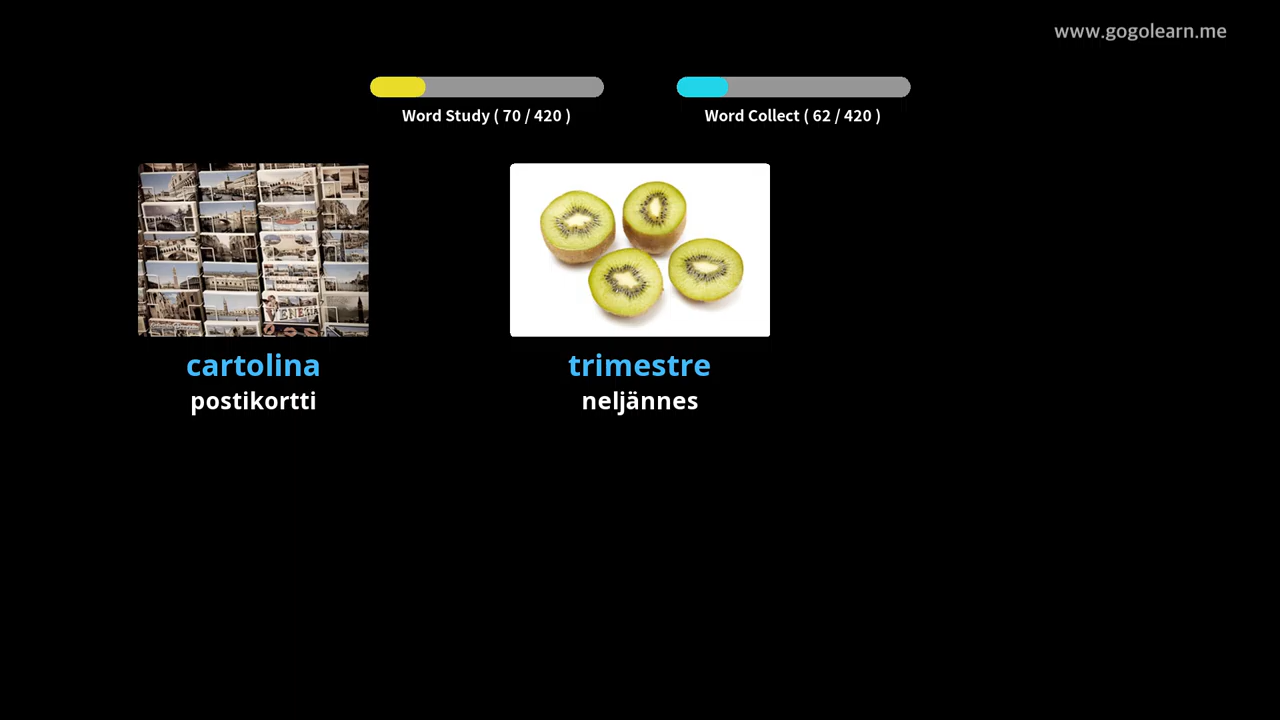 www.gogolearn.me
Word Study ( 70 / 420 )
Word Collect ( 62 / 420 )
cartolina
postikortti
trimestre
neljännes